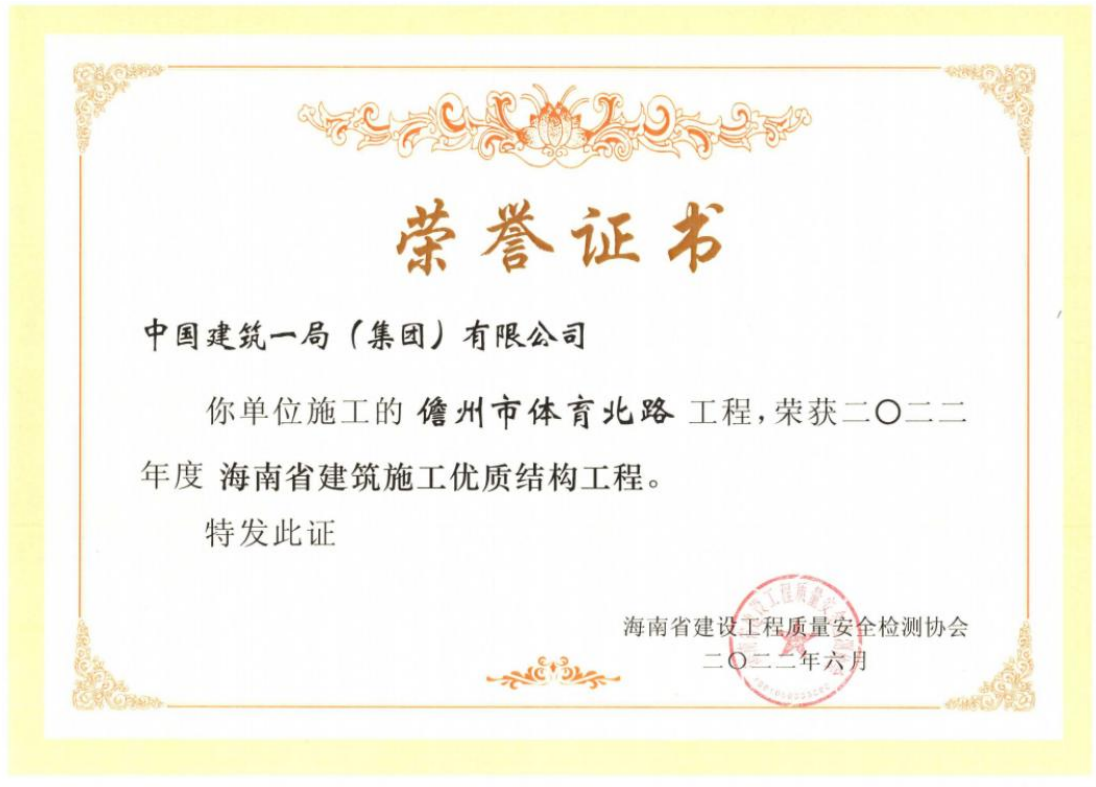 荣誉证书
中国建筑一局（集团）有限公司
你单位施工的 儋州市体育北路 工程，荣获二〇二二
年度 海南省建筑施工优质结构工程。
特发此证
海南省建设工程质量安全检测协会
二〇二二年六月